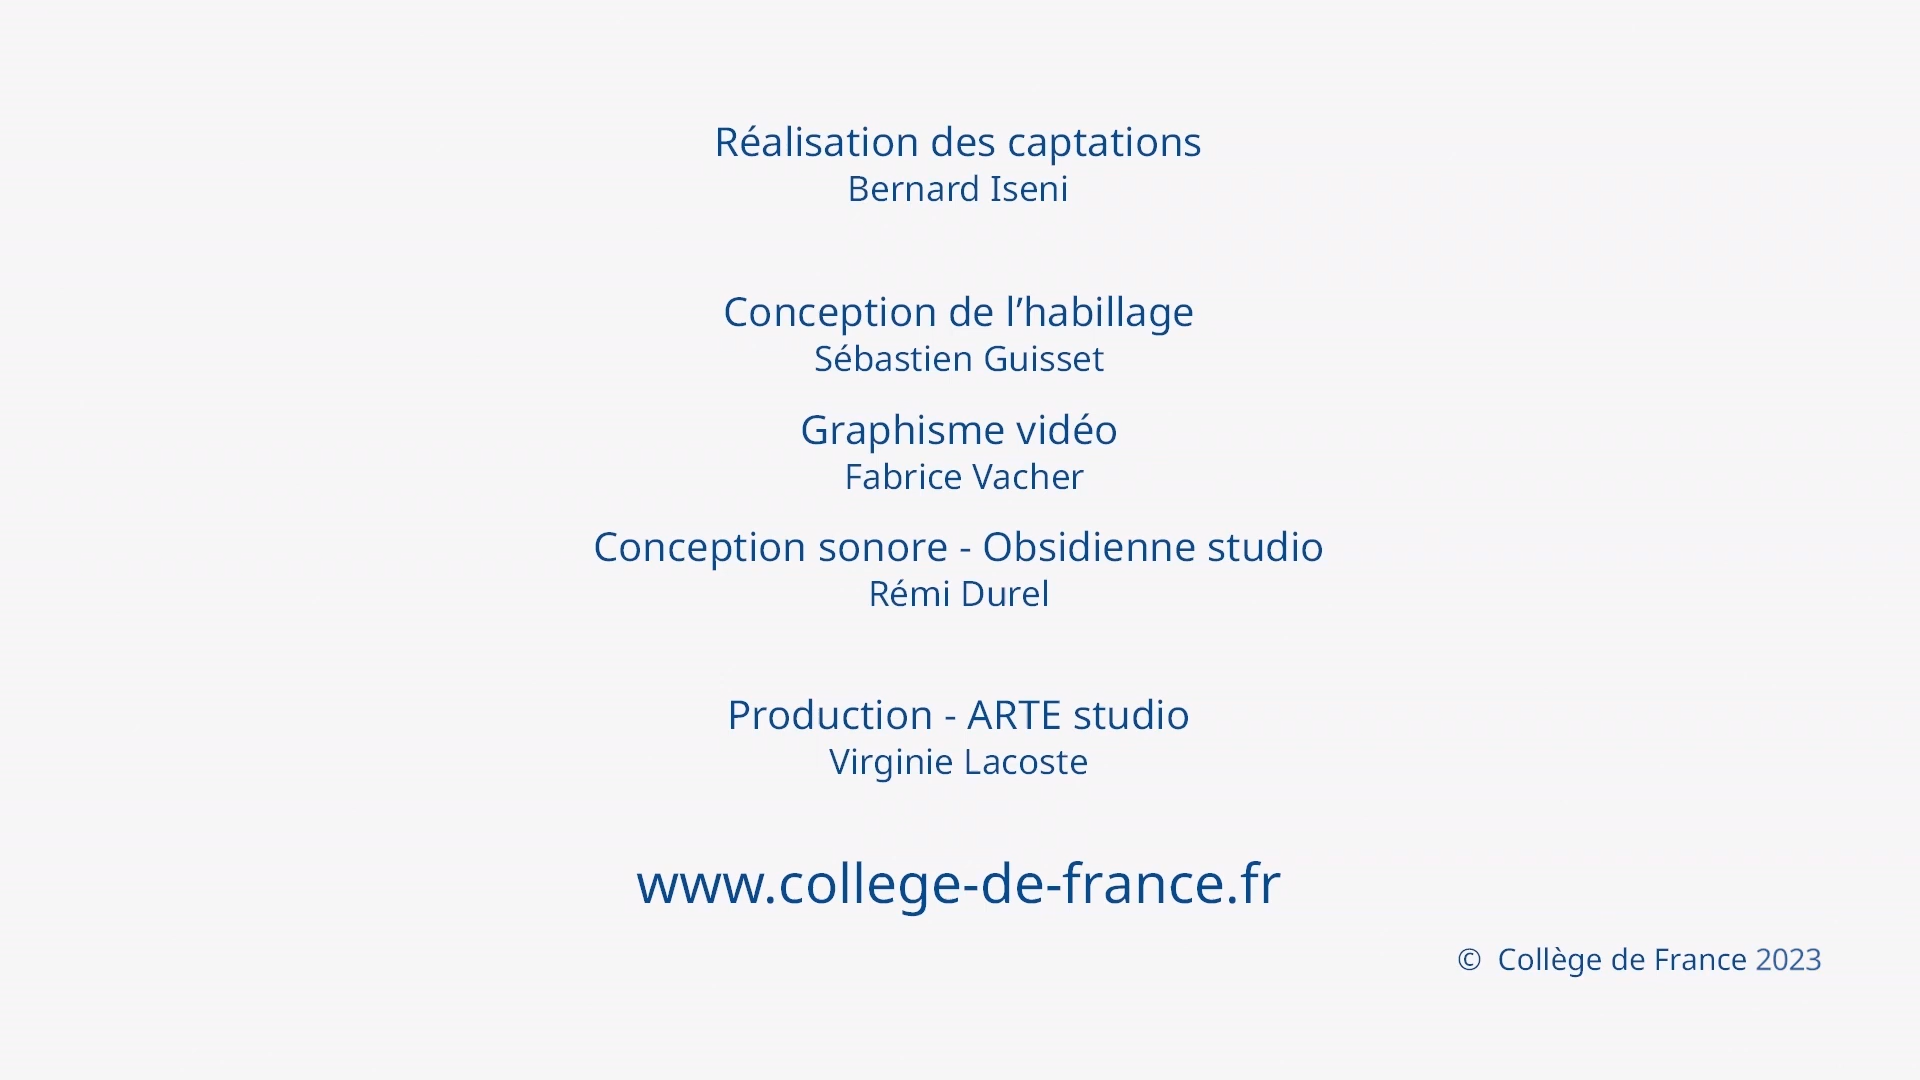 Réalisation des captations
Bernard Iseni
Conception de l’habillage
Sébastien Guisset
Graphisme vidéo
Fabrice Vacher
Conception sonore - Obsidienne studio
Rémi Durel
Production - ARTE studio
Virginie Lacoste
www.college-de-france.fr
© Collège de France 2023